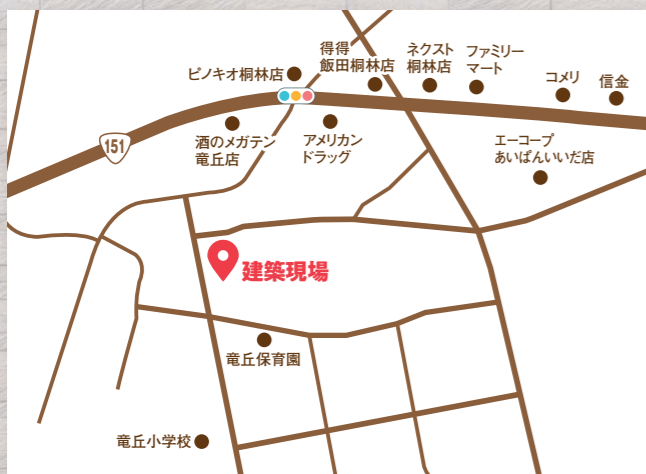 ピノキオ桐林店
得得
飯田桐林店
ネクスト
桐林店
ファミリー
マート
コメリ
信金
151
酒のメガテン
竜丘店
アメリカン
ドラッグ
エーコープ
あいぱんいいだ店
建築現場
竜丘保育園
竜丘小学校